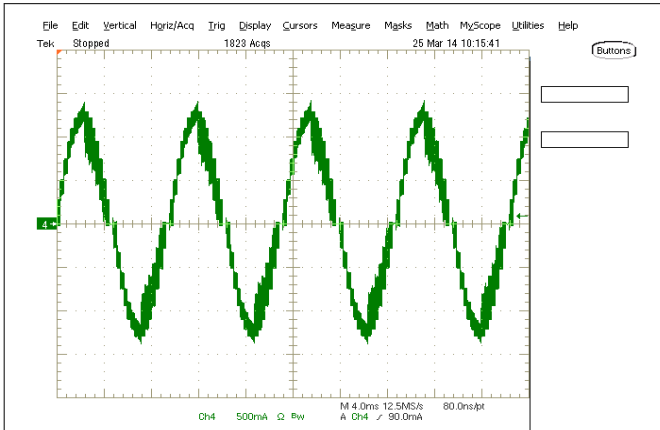 File Edit Vertical Horiz/Acq Trig Display Cursors Measure Masks Math MyScope Utilities Help
Tek Stopped 1823 Acqs 25 Mar 14 10:15:41
Buttons
4
M 4.0ms 12.5MS/s 80.0ns/pt
Ch4 500mA Ω Bw A Ch4 ∕ 90.0mA